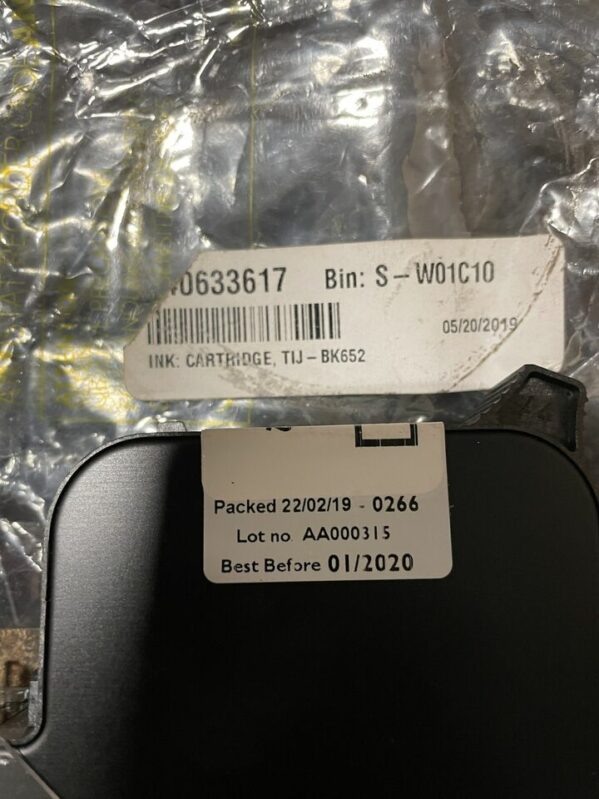 40633617 Bin: S-W01C10
05/20/2019
INK: CARTRIDGE, TIJ-BK652
Packed 22/02/19 - 0266
Lot no AA000315
Best Before 01/2020